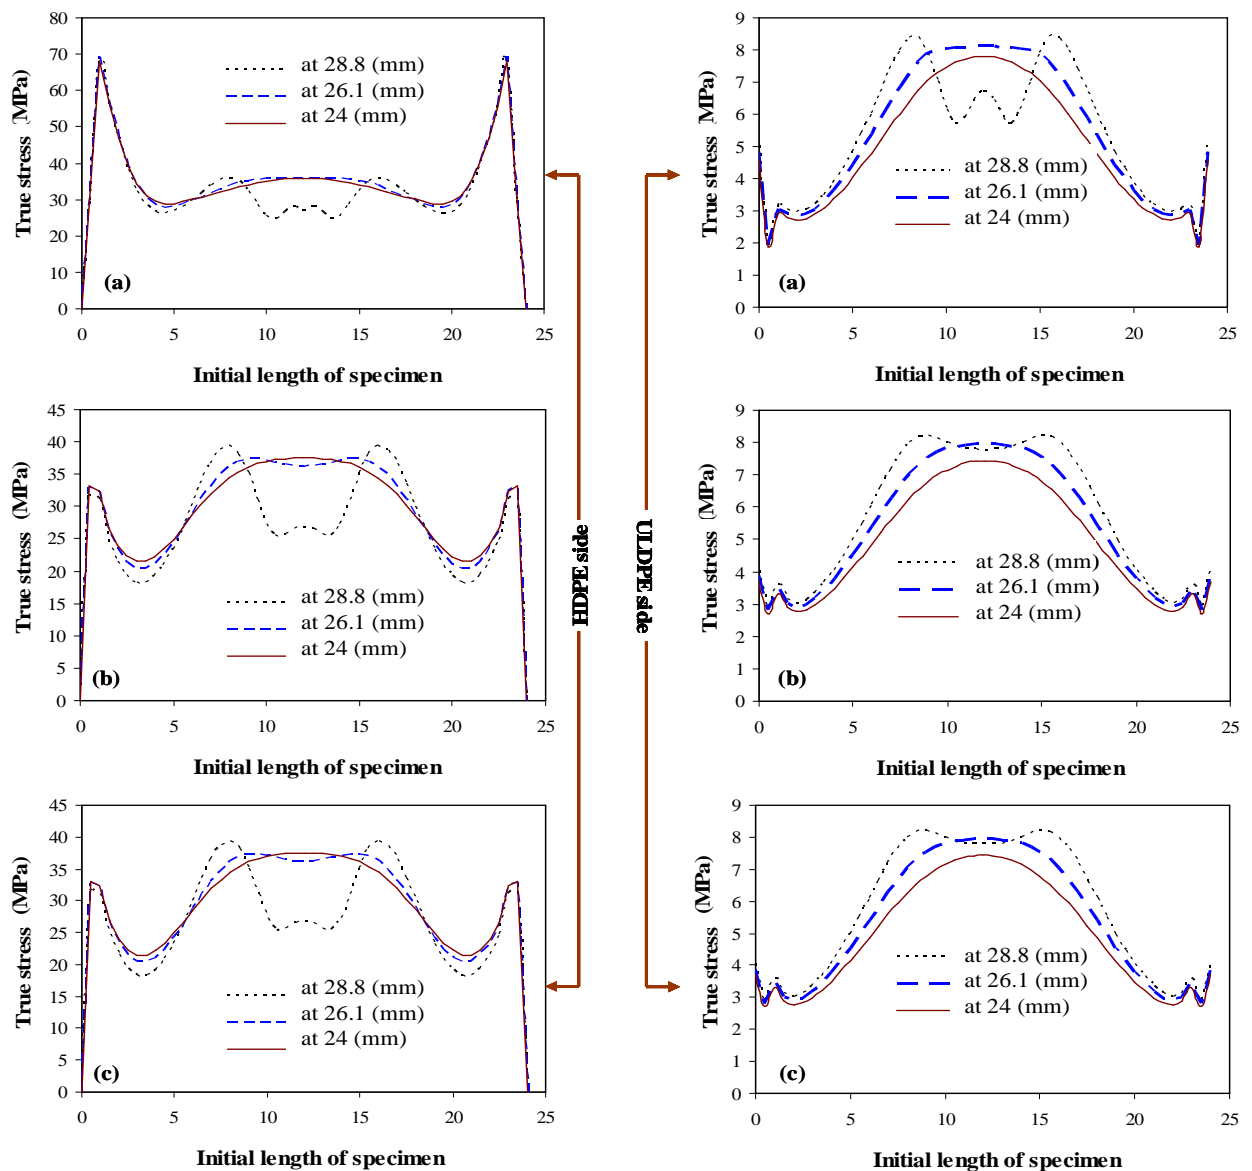 80
70
60
50
40
30
20
10
0
True stress (MPa)
at 28.8 (mm)
at 26.1 (mm)
at 24 (mm)
(a)
0 5 10 15 20 25
Initial length of specimen
9
8
7
6
5
4
3
2
1
0
True stress (MPa)
at 28.8 (mm)
at 26.1 (mm)
at 24 (mm)
(a)
0 5 10 15 20 25
Initial length of specimen
45
40
35
30
25
20
15
10
5
0
True stress (MPa)
at 28.8 (mm)
at 26.1 (mm)
at 24 (mm)
(b)
0 5 10 15 20 25
Initial length of specimen
HDPE side
ULDPE side
9
8
7
6
5
4
3
2
1
0
True stress (MPa)
at 28.8 (mm)
at 26.1 (mm)
at 24 (mm)
(b)
0 5 10 15 20 25
Initial length of specimen
45
40
35
30
25
20
15
10
5
0
True stress (MPa)
at 28.8 (mm)
at 26.1 (mm)
at 24 (mm)
(c)
0 5 10 15 20 25
Initial length of specimen
9
8
7
6
5
4
3
2
1
0
True stress (MPa)
at 28.8 (mm)
at 26.1 (mm)
at 24 (mm)
(c)
0 5 10 15 20 25
Initial length of specimen